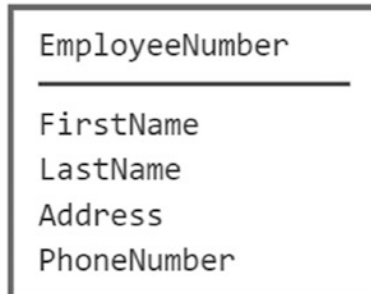 EmployeeNumber
FirstName
LastName
Address
PhoneNumber